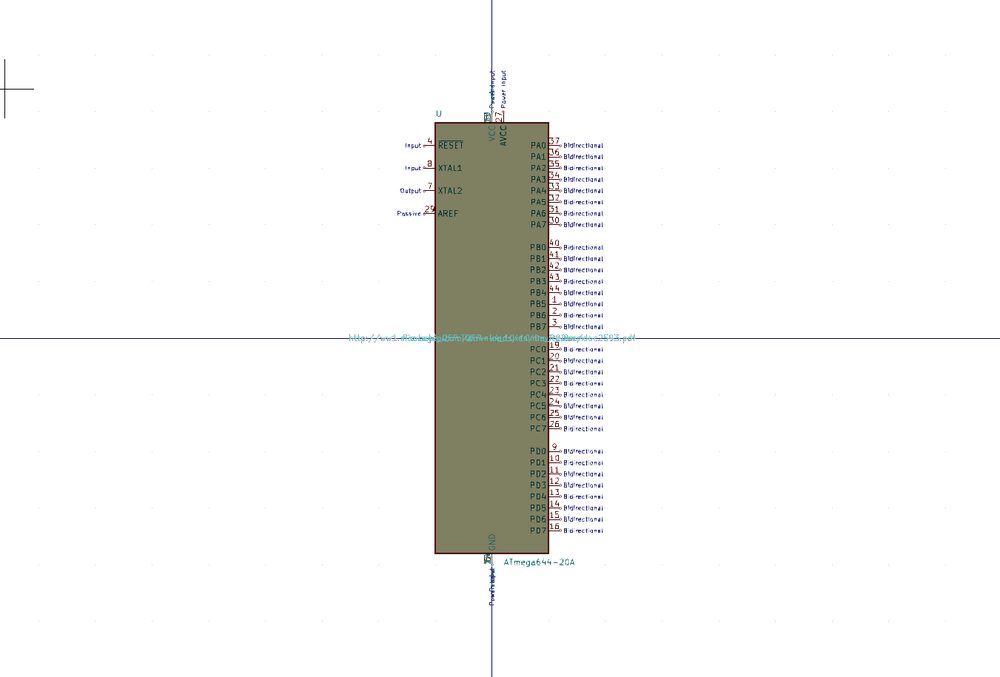 Power Input
U
27
VCC
AVCC
Input 4 RESET
Input 8 XTAL1
Output 7 XTAL2
Passive 29 AREF
PA0 37 Bidirectional
PA1 36 Bidirectional
PA2 35 Bidirectional
PA3 34 Bidirectional
PA4 33 Bidirectional
PA5 32 Bidirectional
PA6 31 Bidirectional
PA7 30 Bidirectional
PB0 40 Bidirectional
PB1 41 Bidirectional
PB2 42 Bidirectional
PB3 43 Bidirectional
PB4 44 Bidirectional
PB5 1 Bidirectional
PB6 2 Bidirectional
PB7 3 Bidirectional
PC0 19 Bidirectional
PC1 20 Bidirectional
PC2 21 Bidirectional
PC3 22 Bidirectional
PC4 23 Bidirectional
PC5 24 Bidirectional
PC6 25 Bidirectional
PC7 26 Bidirectional
PD0 9 Bidirectional
PD1 10 Bidirectional
PD2 11 Bidirectional
PD3 12 Bidirectional
PD4 13 Bidirectional
PD5 14 Bidirectional
PD6 15 Bidirectional
PD7 16 Bidirectional
GND
ATmega644-20A